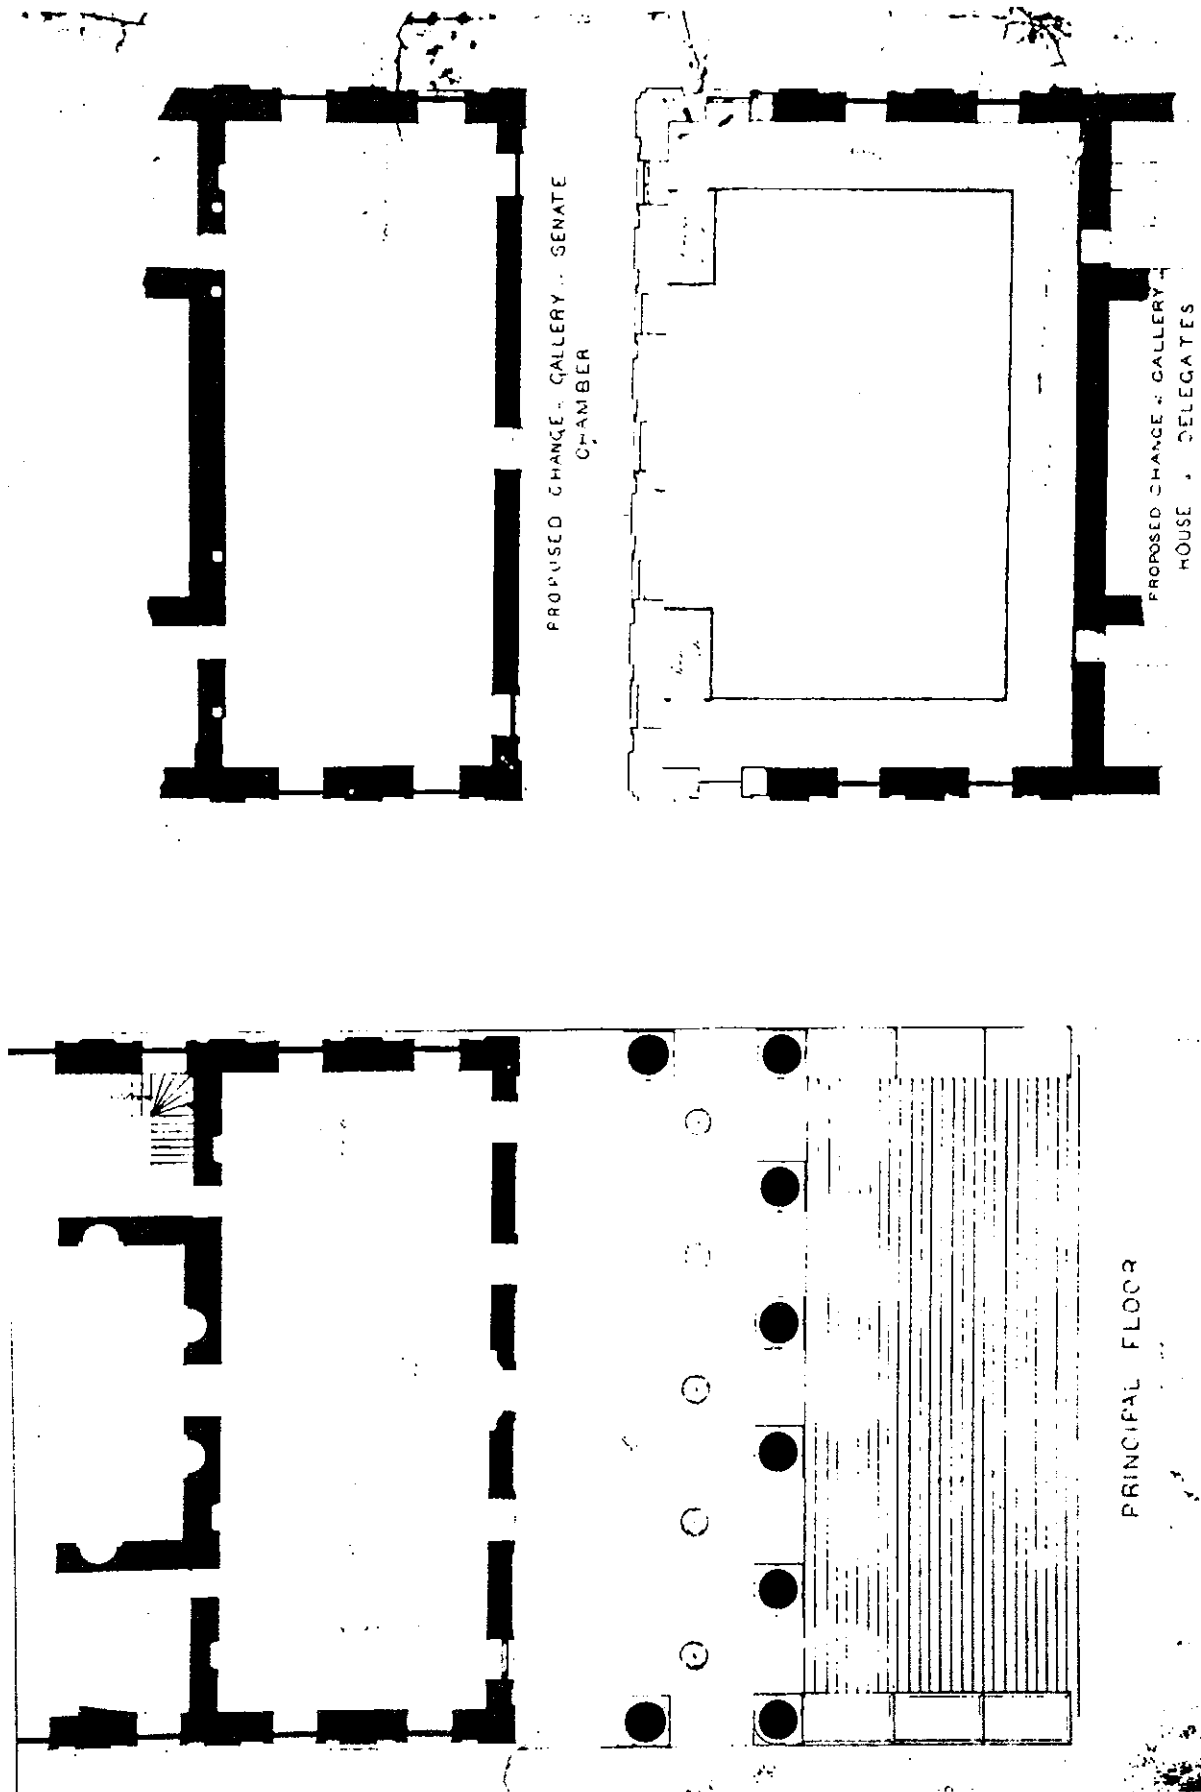 PROPOSED CHANGE - GALLERY - SENATE
CHAMBER
PROPOSED CHANGE - GALLERY -
HOUSE - DELEGATES
PRINCIPAL FLOOR